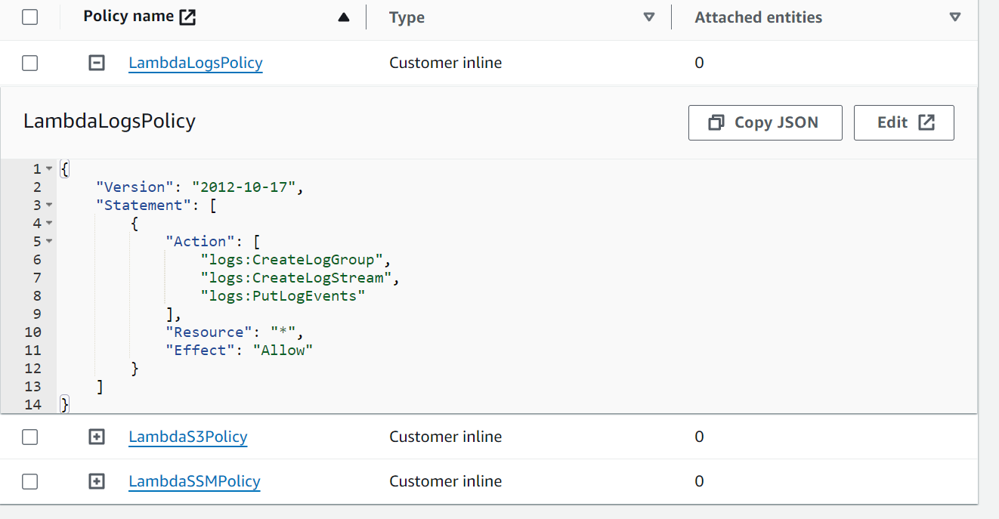 Policy name Type Attached entities
LambdaLogsPolicy Customer inline 0
LambdaLogsPolicy Copy JSON Edit
1 {
2 "Version": "2012-10-17",
3 "Statement": [
4 {
5 "Action": [
6 "logs:CreateLogGroup",
7 "logs:CreateLogStream",
8 "logs:PutLogEvents"
9 ],
10 "Resource": "*",
11 "Effect": "Allow"
12 }
13 ]
14 }
LambdaS3Policy Customer inline 0
LambdaSSMPolicy Customer inline 0